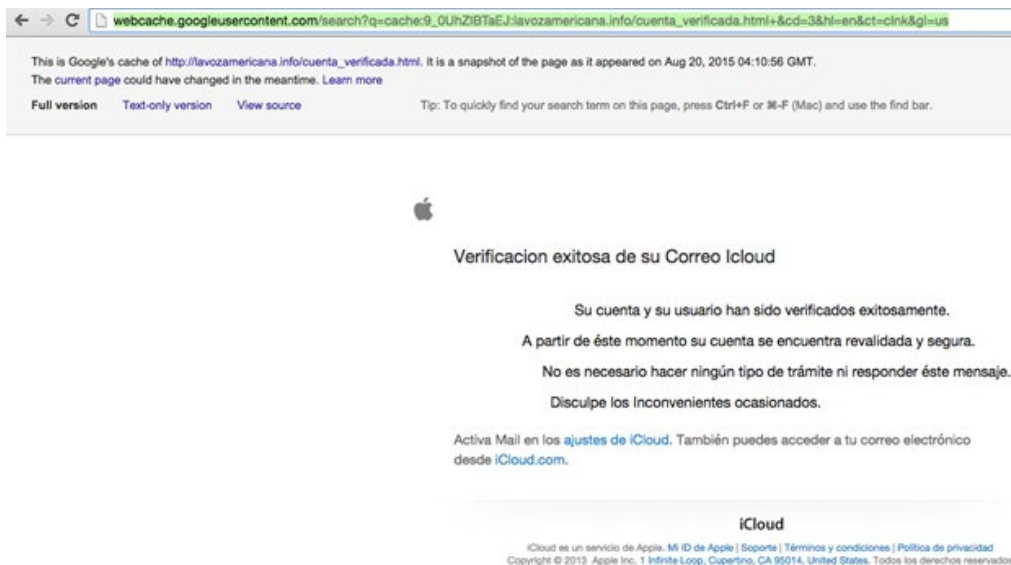 webcache.googleusercontent.com/search?q=cache:9_0UhZIBTaEJ:lavozamericana.info/cuenta_verificada.html+&cd=3&hl=en&ct=clnk&gl=us
This is Google's cache of http://lavozamericana.info/cuenta_verificada.html. It is a snapshot of the page as it appeared on Aug 20, 2015 04:10:56 GMT.
The current page could have changed in the meantime. Learn more
Full version Text-only version View source Tip: To quickly find your search term on this page, press Ctrl+F or ⌘-F (Mac) and use the find bar.
Verificacion exitosa de su Correo Icloud
Su cuenta y su usuario han sido verificados exitosamente.
A partir de éste momento su cuenta se encuentra revalidada y segura.
No es necesario hacer ningún tipo de trámite ni responder éste mensaje.
Disculpe los Inconvenientes ocasionados.
Activa Mail en los ajustes de iCloud. También puedes acceder a tu correo electrónico
desde iCloud.com.
iCloud
iCloud es un servicio de Apple. Mi ID de Apple | Soporte | Términos y condiciones | Política de privacidad
Copyright © 2013 Apple Inc. 1 Infinite Loop, Cupertino, CA 95014, United States. Todos los derechos reservados